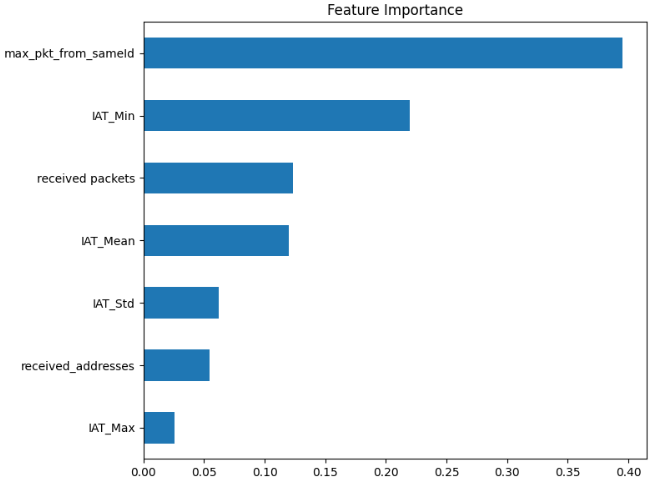 Feature Importance
max_pkt_from_sameId
IAT_Min
received packets
IAT_Mean
IAT_Std
received_addresses
IAT_Max
0.00 0.05 0.10 0.15 0.20 0.25 0.30 0.35 0.40